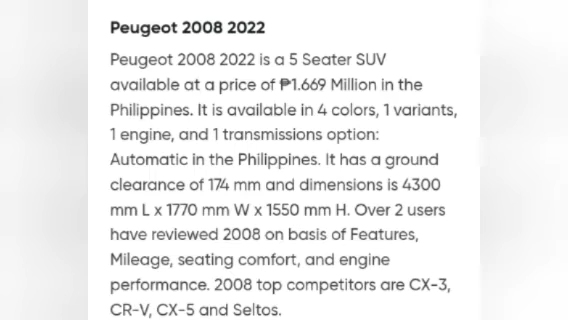 Peugeot 2008 2022
Peugeot 2008 2022 is a 5 Seater SUV
available at a price of ₱1.669 Million in the
Philippines. It is available in 4 colors, 1 variants,
1 engine, and 1 transmissions option:
Automatic in the Philippines. It has a ground
clearance of 174 mm and dimensions is 4300
mm L x 1770 mm W x 1550 mm H. Over 2 users
have reviewed 2008 on basis of Features,
Mileage, seating comfort, and engine
performance. 2008 top competitors are CX-3,
CR-V, CX-5 and Seltos.